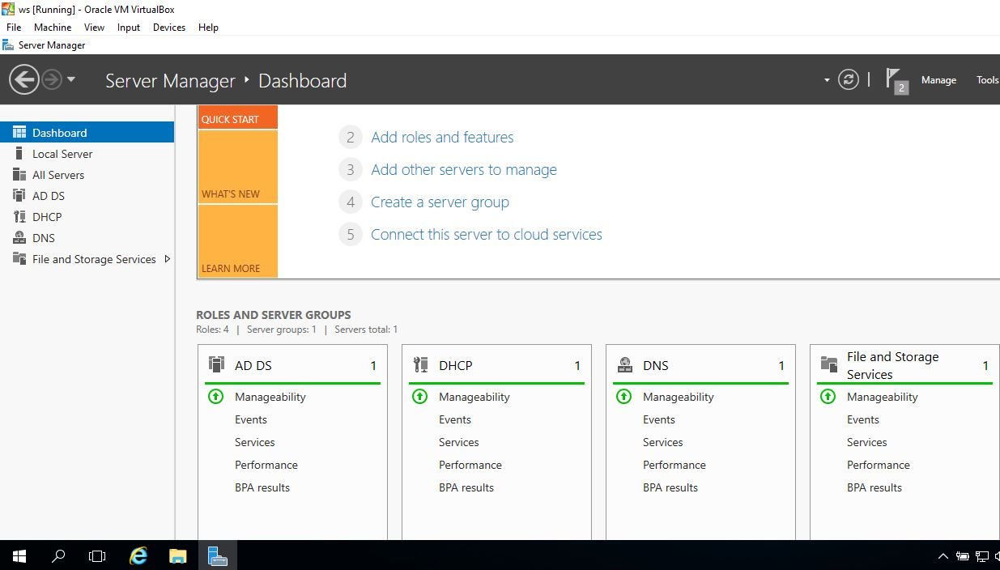 ws [Running] - Oracle VM VirtualBox
File Machine View Input Devices Help
Server Manager
Server Manager ‣ Dashboard
2 Manage Tools
Dashboard
Local Server
All Servers
AD DS
DHCP
DNS
File and Storage Services
QUICK START
WHAT'S NEW
LEARN MORE
2 Add roles and features
3 Add other servers to manage
4 Create a server group
5 Connect this server to cloud services
ROLES AND SERVER GROUPS
Roles: 4 | Server groups: 1 | Servers total: 1
AD DS 1
Manageability
Events
Services
Performance
BPA results
DHCP 1
Manageability
Events
Services
Performance
BPA results
DNS 1
Manageability
Events
Services
Performance
BPA results
File and Storage
Services 1
Manageability
Events
Services
Performance
BPA results